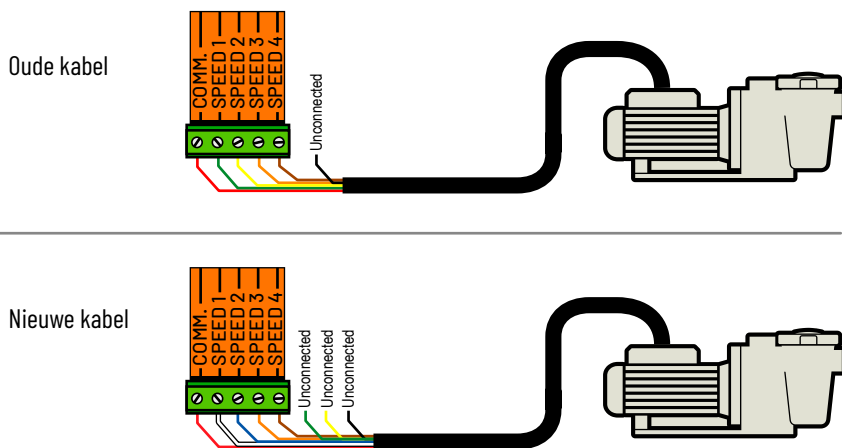 Oude kabel
COMM.
SPEED 1
SPEED 2
SPEED 3
SPEED 4
Unconnected
Nieuwe kabel
COMM.
SPEED 1
SPEED 2
SPEED 3
SPEED 4
Unconnected
Unconnected
Unconnected